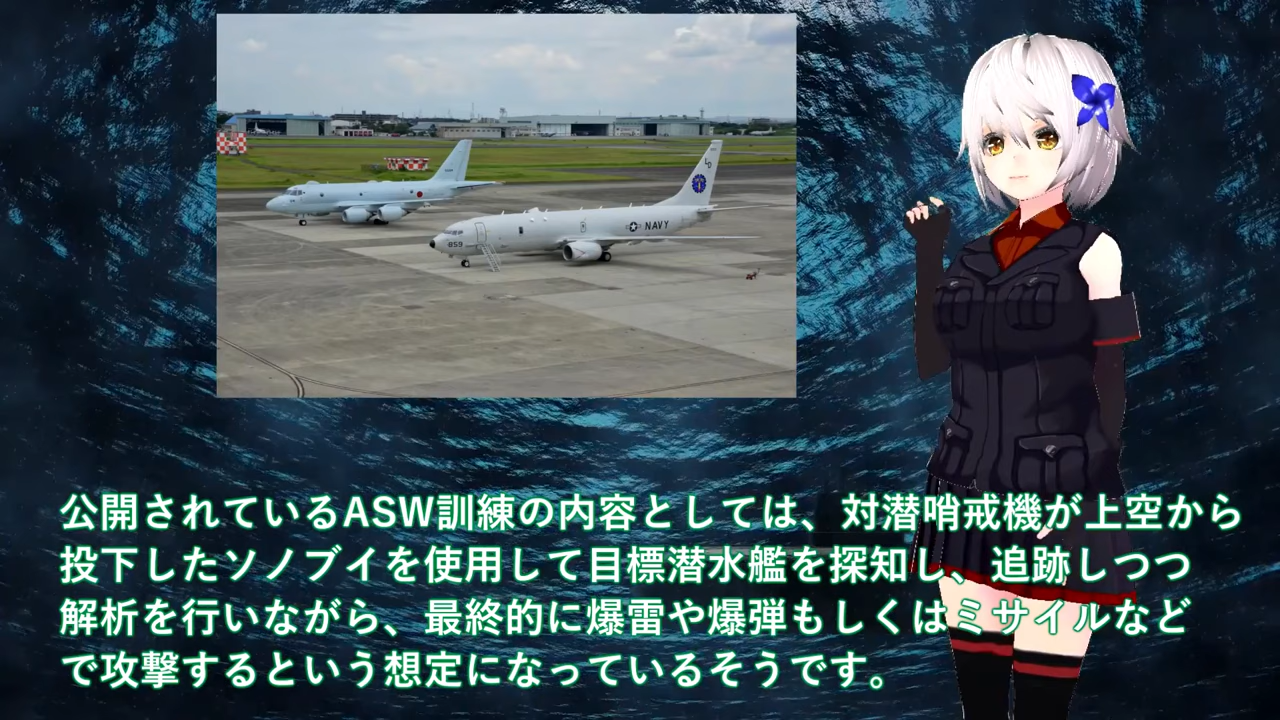 LD
NAVY
859
公開されているASW訓練の内容としては、対潜哨戒機が上空から
投下したソノブイを使用して目標潜水艦を探知し、追跡しつつ
解析を行いながら、最終的に爆雷や爆弾もしくはミサイルなど
で攻撃するという想定になっているそうです。